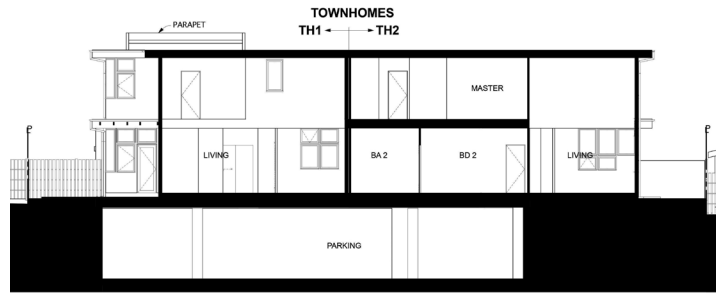 TOWNHOMES
PARAPET
TH1 TH2
MASTER
LIVING
BA 2
BD 2
LIVING
PARKING